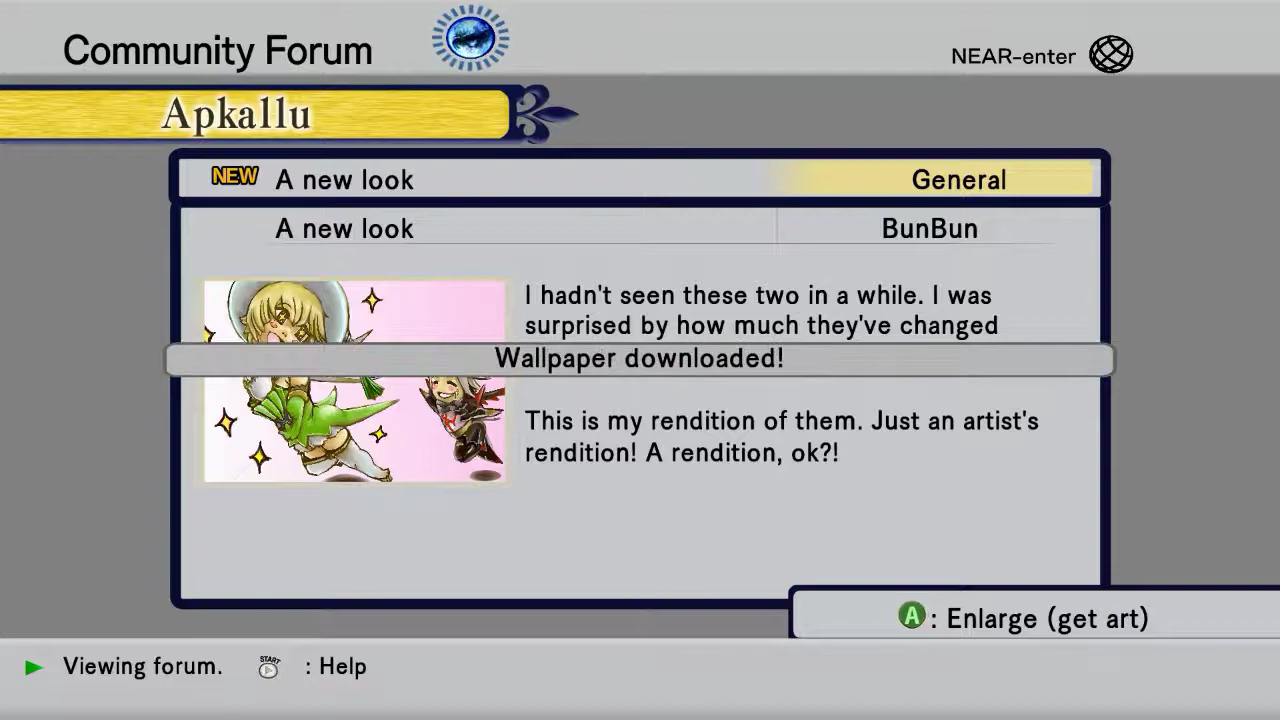 Community Forum
NEAR-enter
Apkallu
NEW A new look General
A new look BunBun
I hadn't seen these two in a while. I was
surprised by how much they've changed
Wallpaper downloaded!
This is my rendition of them. Just an artist's
rendition! A rendition, ok?!
A : Enlarge (get art)
Viewing forum. START : Help